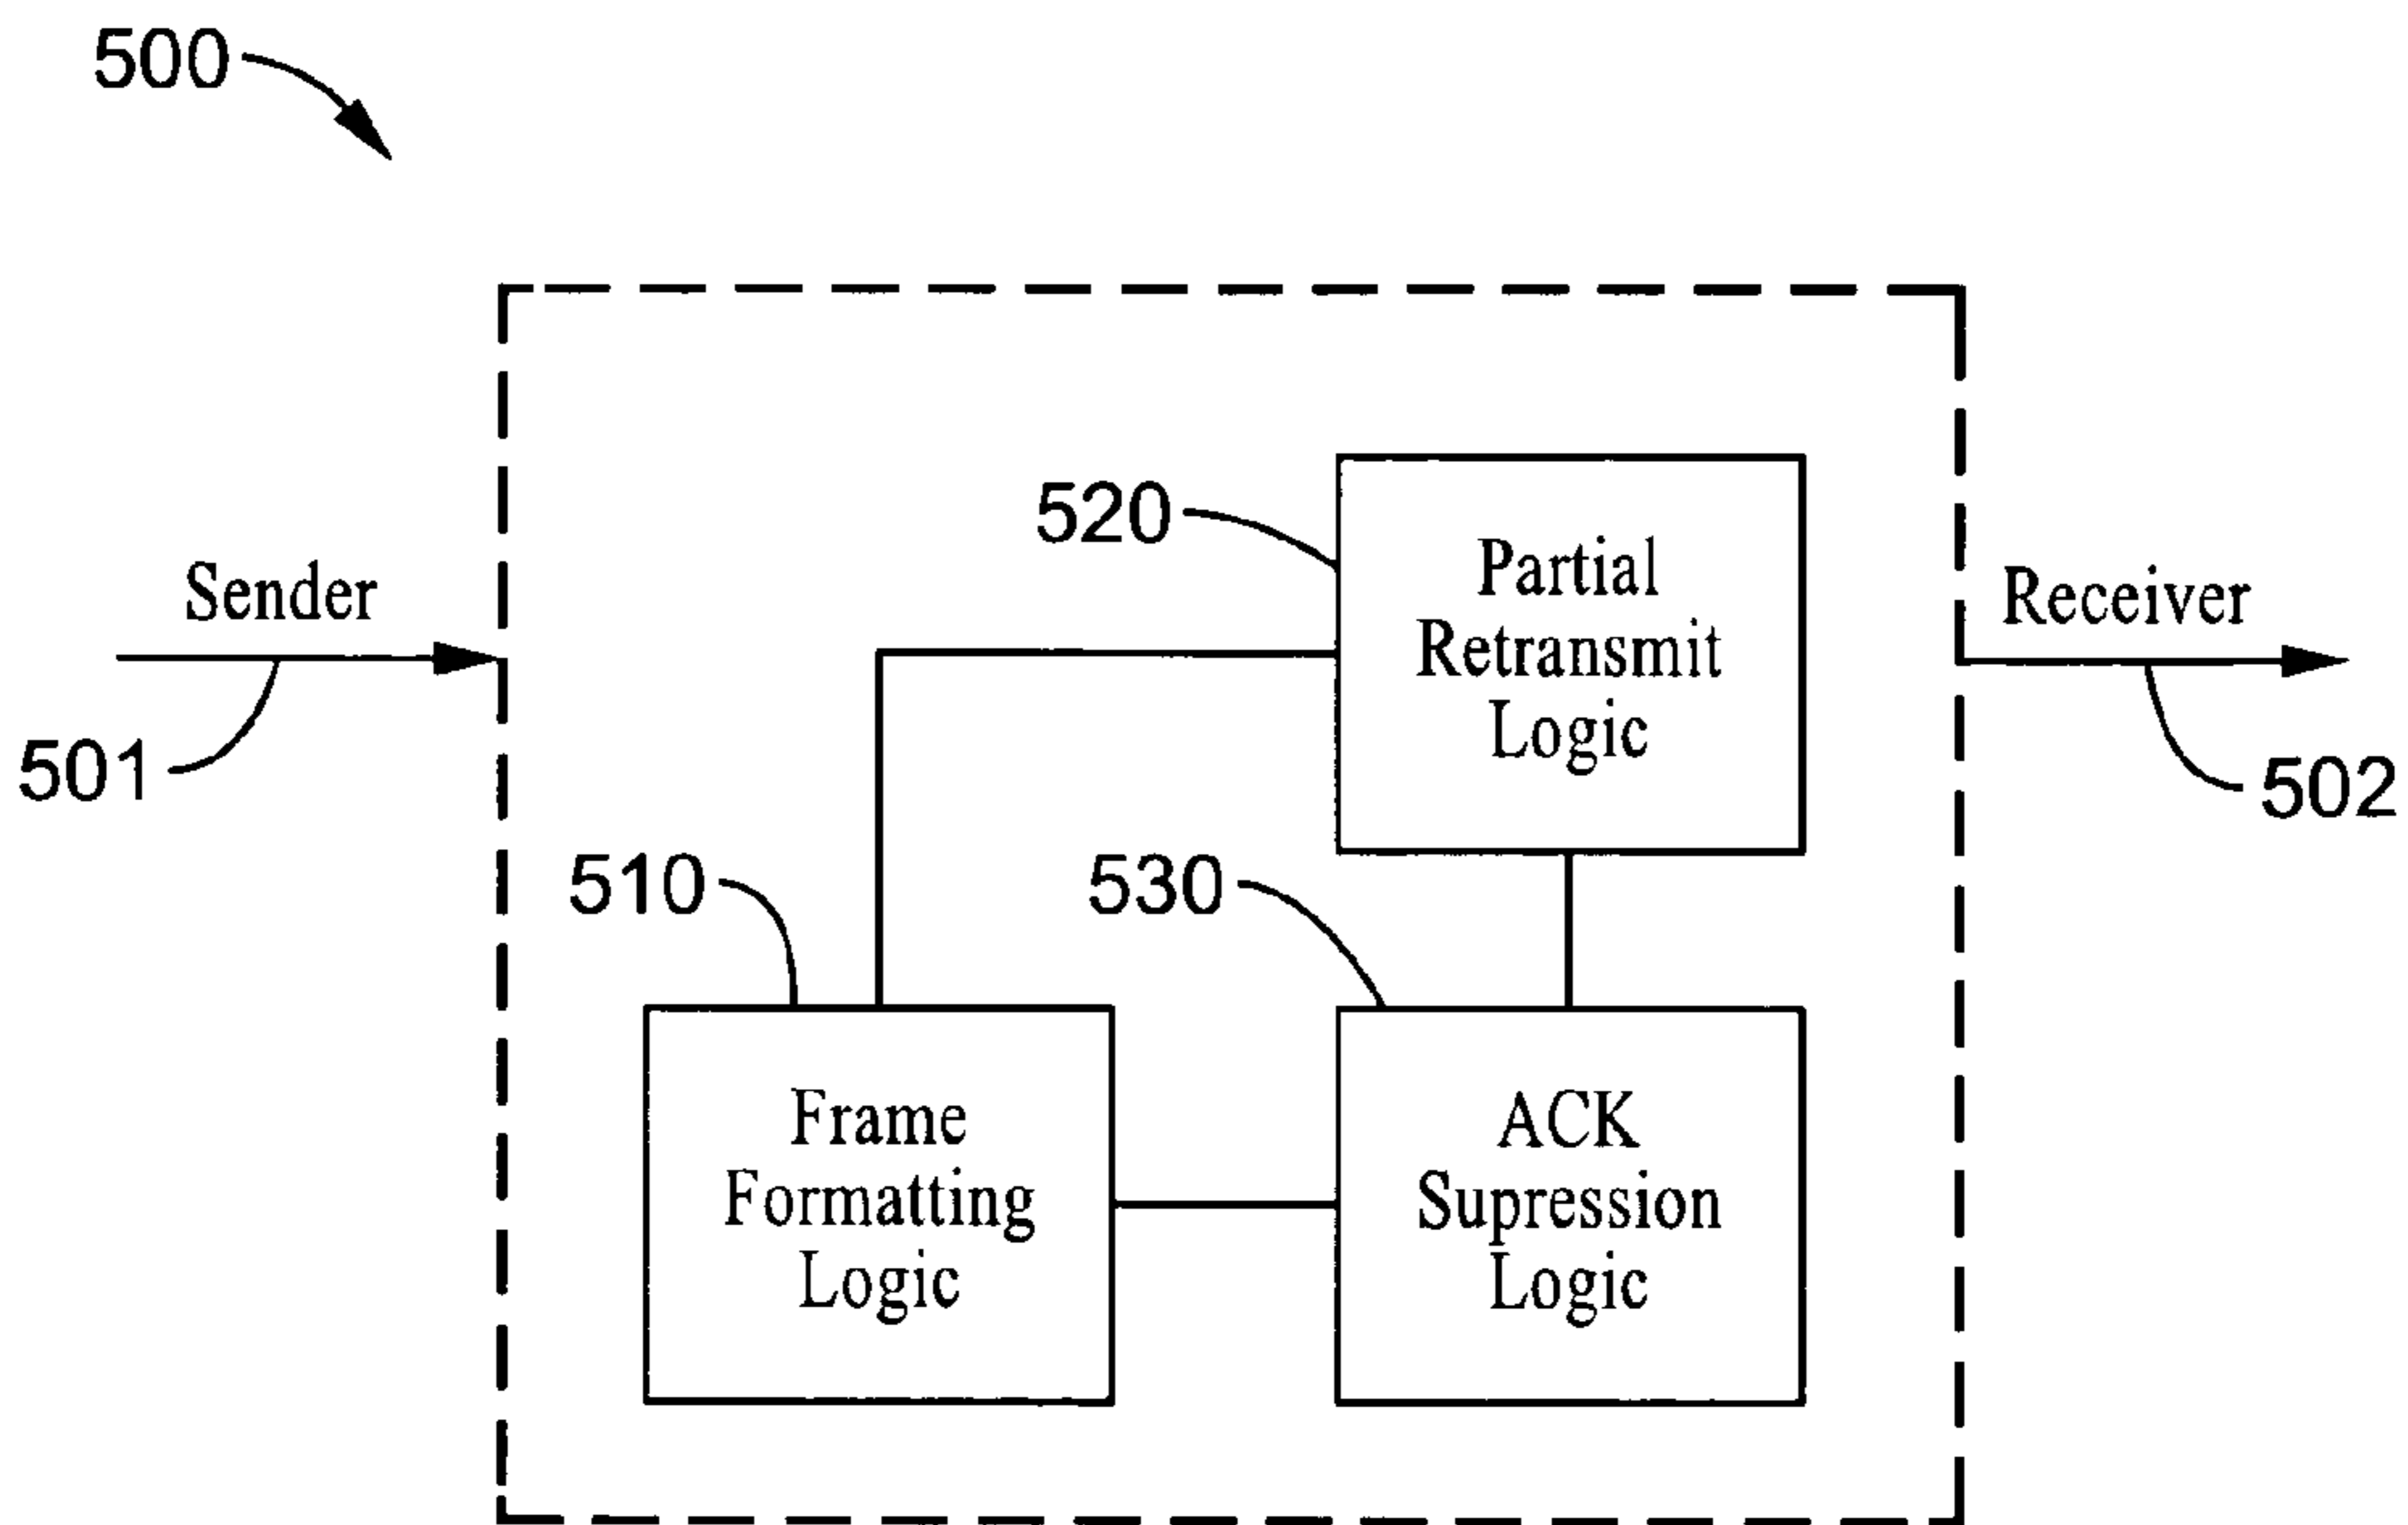 500
520
Partial
Retransmit
Logic
Sender
Receiver
501
502
510
530
Frame
Formatting
Logic
ACK
Supression
Logic